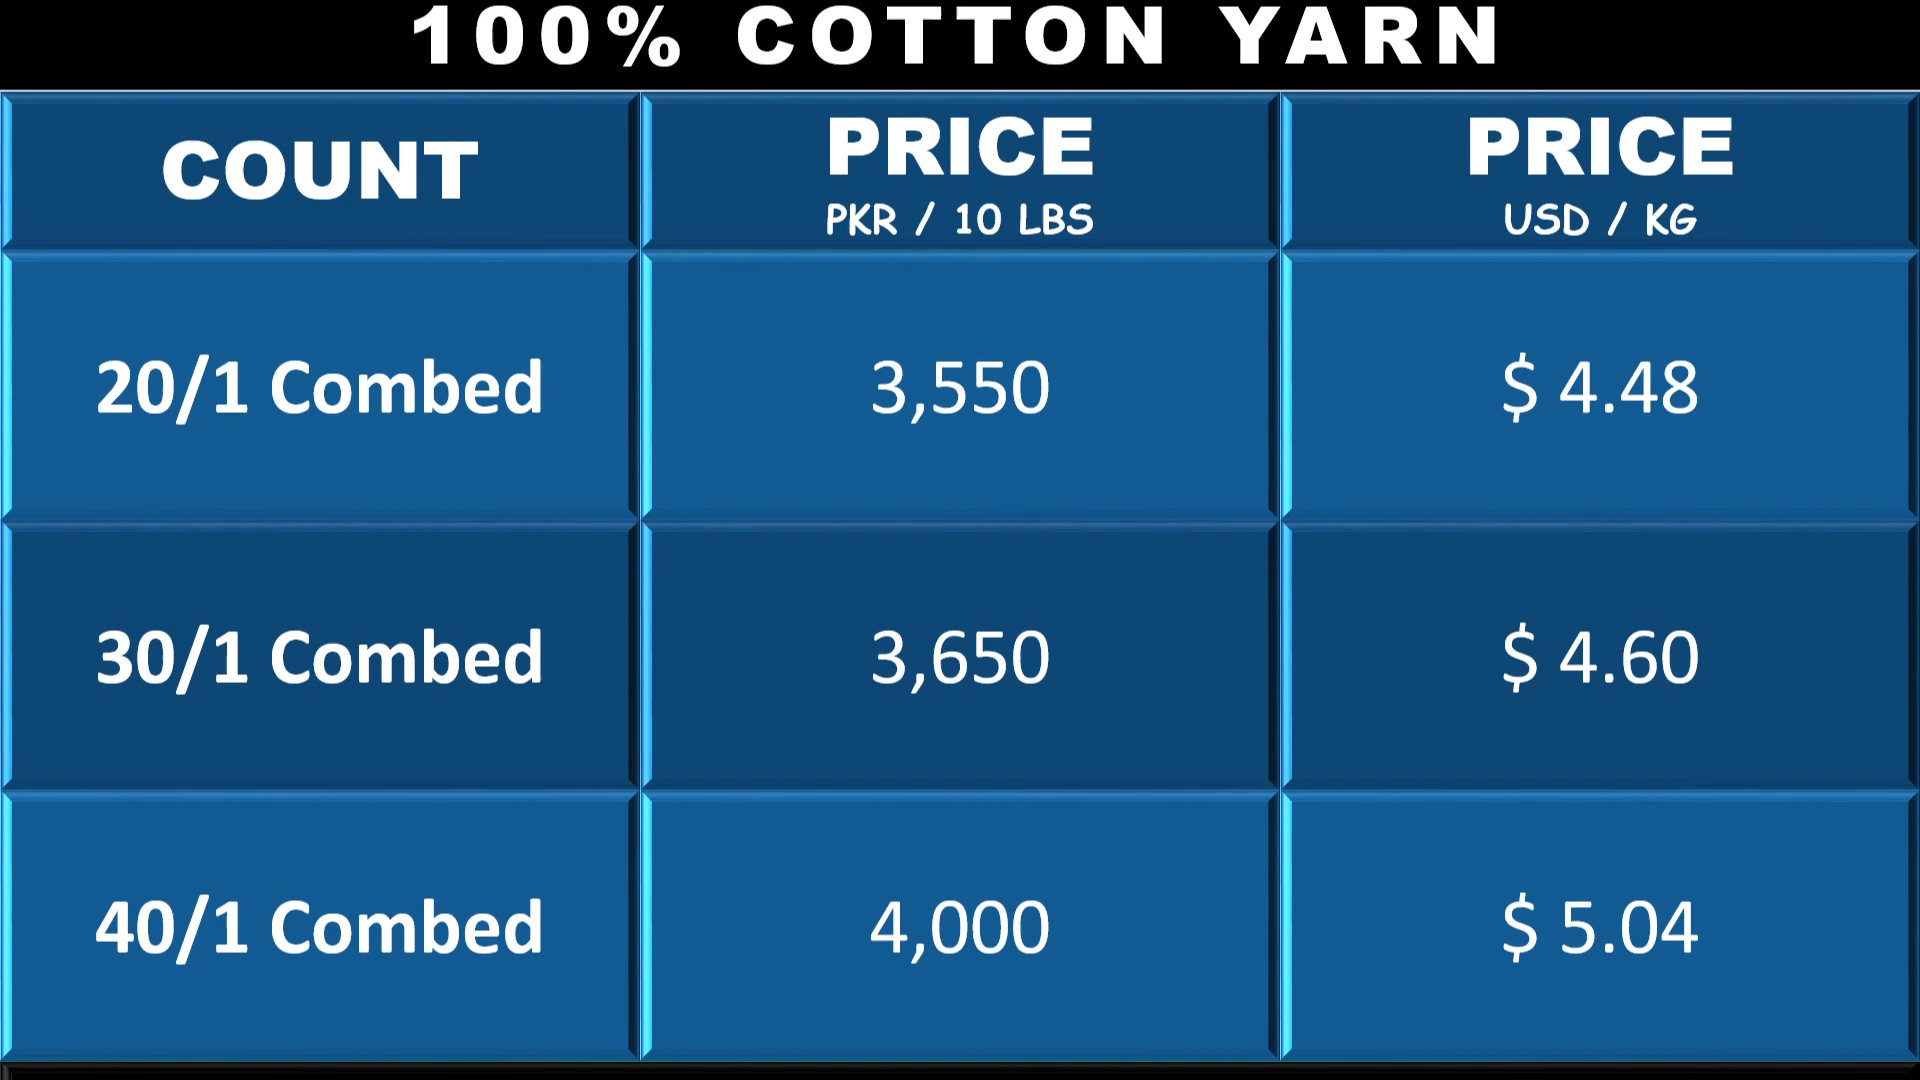 100% COTTON YARN
COUNT
PRICE
PKR / 10 LBS
PRICE
USD / KG
20/1 Combed
3,550
$ 4.48
30/1 Combed
3,650
$ 4.60
40/1 Combed
4,000
$ 5.04